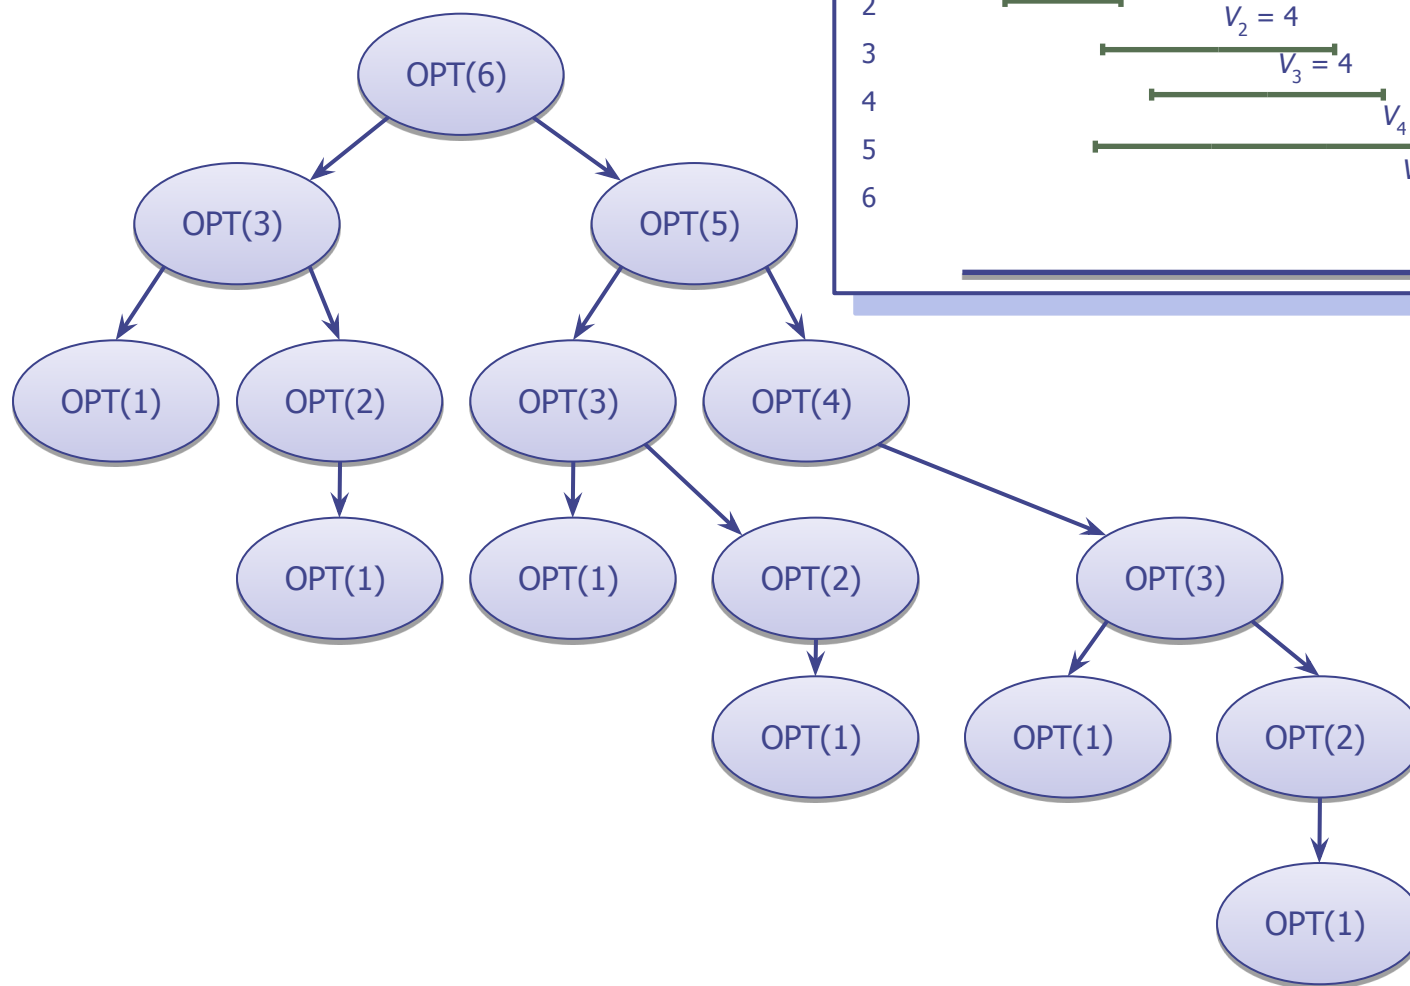 2
V2 = 4
3
V3 = 4
4
V4
5
6
OPT(6)
OPT(3) OPT(5)
OPT(1) OPT(2) OPT(3) OPT(4)
OPT(1) OPT(1) OPT(2) OPT(3)
OPT(1) OPT(1) OPT(2)
OPT(1)